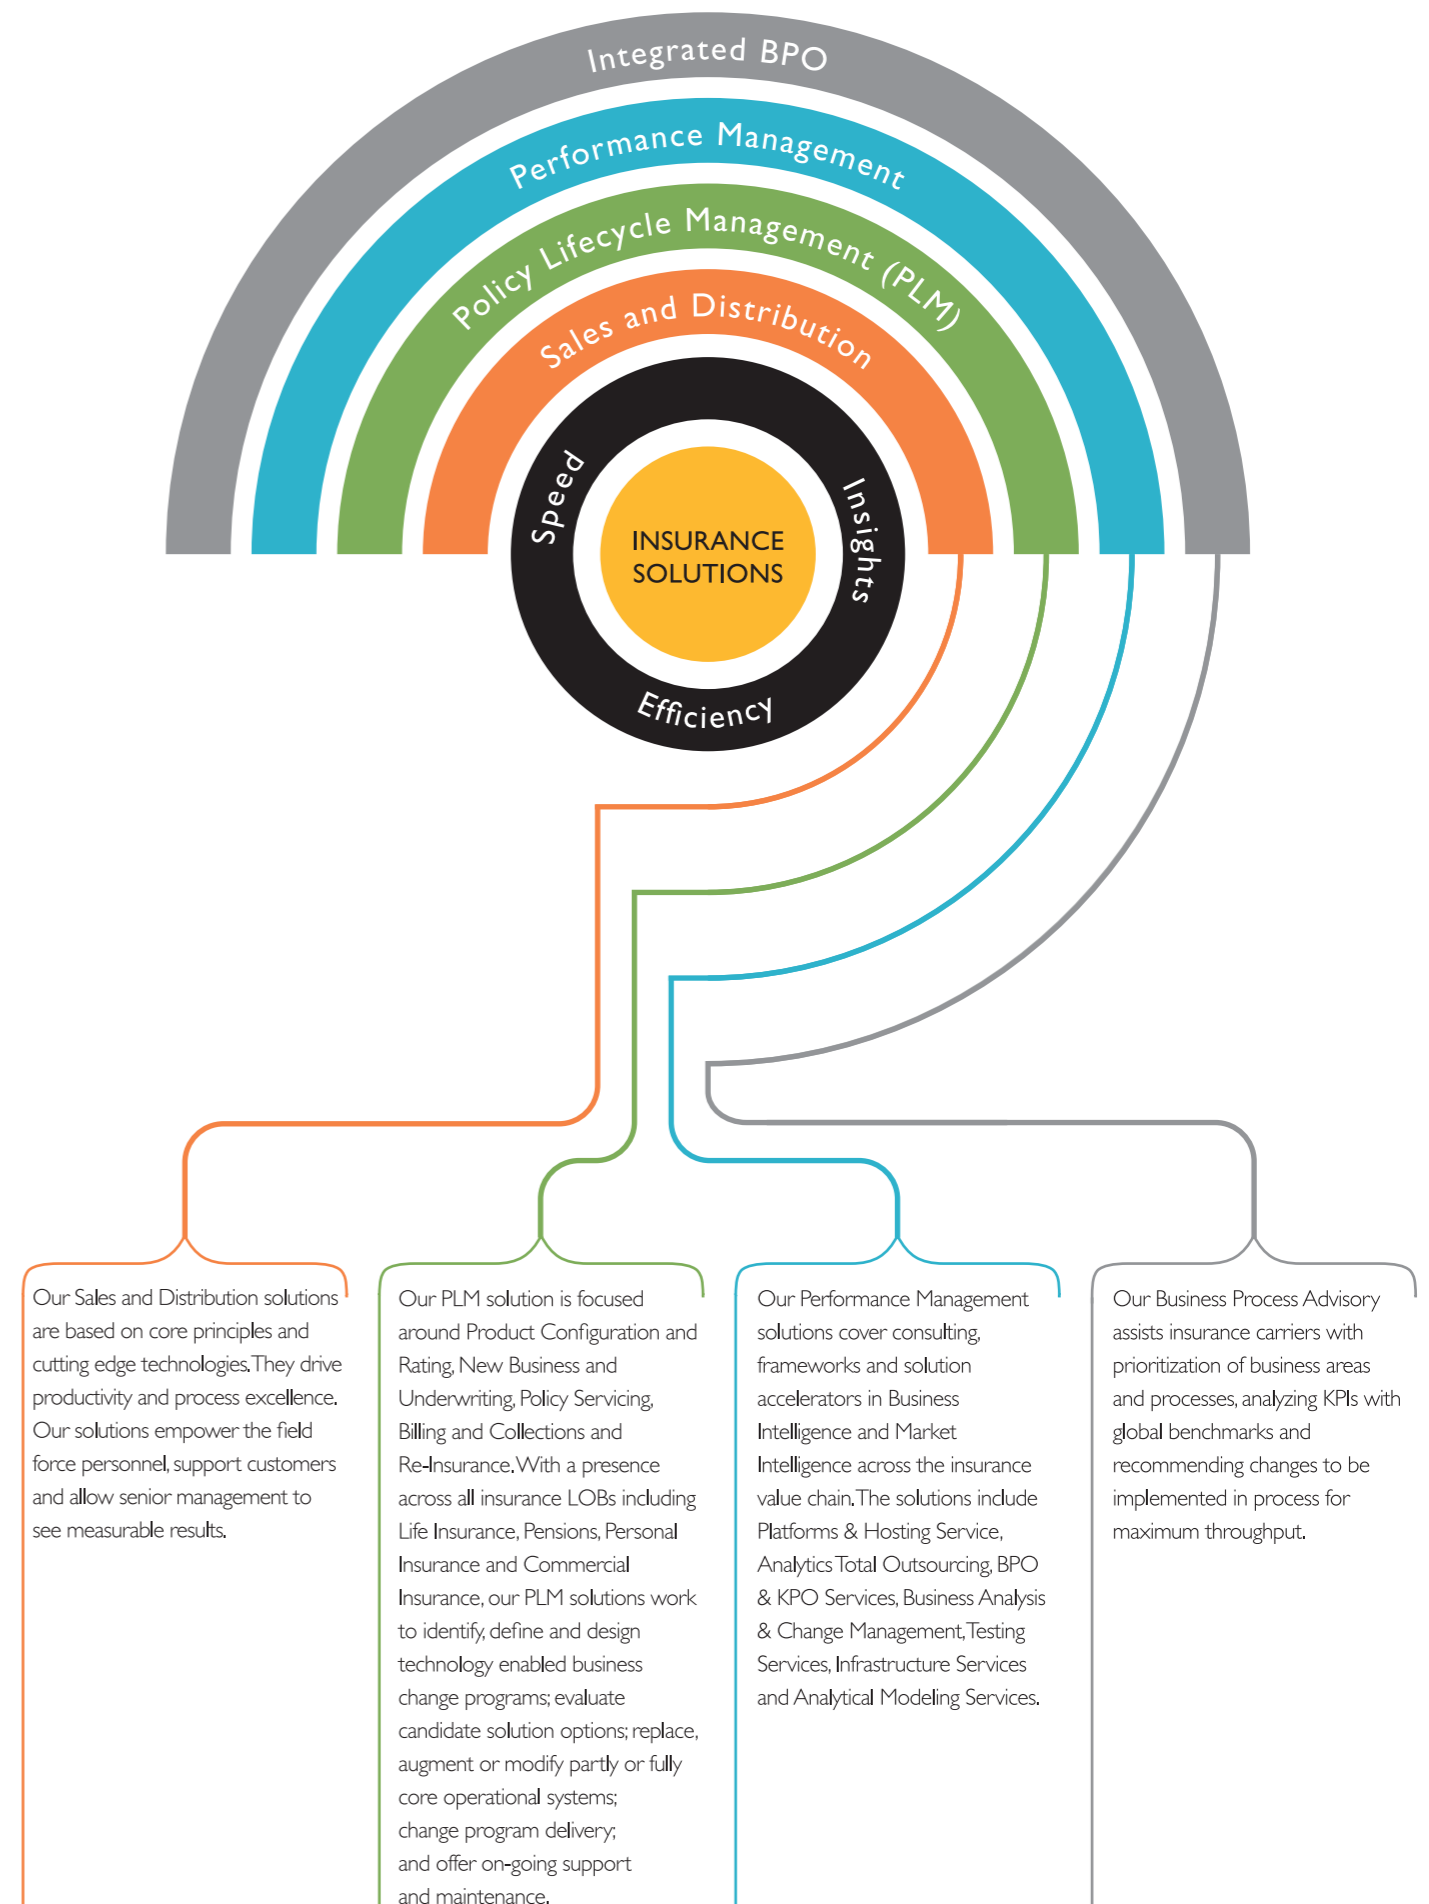 Integrated BPO
Performance Management
Policy Lifecycle Management (PLM)
Sales and Distribution
Speed
Insights
Efficiency
INSURANCE
SOLUTIONS
Our Sales and Distribution solutions
are based on core principles and
cutting edge technologies. They drive
productivity and process excellence.
Our solutions empower the field
force personnel, support customers
and allow senior management to
see measurable results.
Our PLM solution is focused
around Product Configuration and
Rating, New Business and
Underwriting, Policy Servicing,
Billing and Collections and
Re-Insurance. With a presence
across all insurance LOBs including
Life Insurance, Pensions, Personal
Insurance and Commercial
Insurance, our PLM solutions work
to identify, define and design
technology enabled business
change programs; evaluate
candidate solution options; replace,
augment or modify partly or fully
core operational systems;
change program delivery;
and offer on-going support
and maintenance.
Our Performance Management
solutions cover consulting,
frameworks and solution
accelerators in Business
Intelligence and Market
Intelligence across the insurance
value chain. The solutions include
Platforms & Hosting Service,
Analytics Total Outsourcing, BPO
& KPO Services, Business Analysis
& Change Management, Testing
Services, Infrastructure Services
and Analytical Modeling Services.
Our Business Process Advisory
assists insurance carriers with
prioritization of business areas
and processes, analyzing KPIs with
global benchmarks and
recommending changes to be
implemented in process for
maximum throughput.